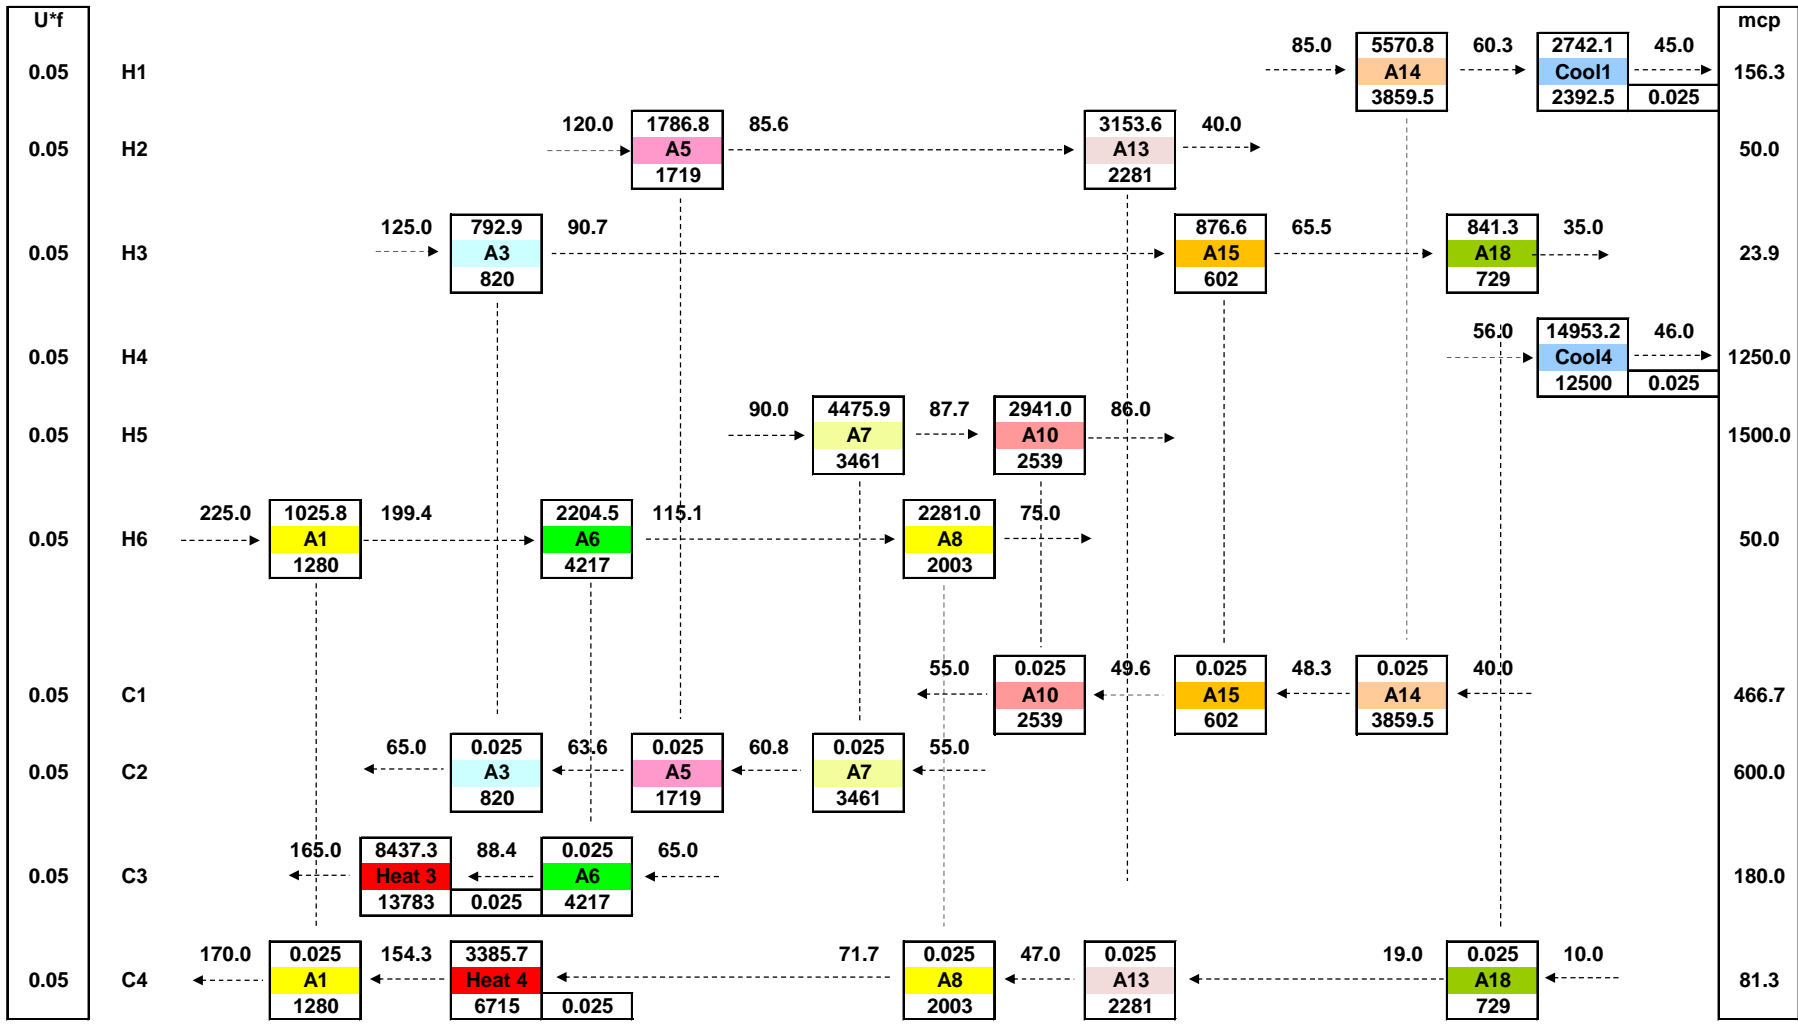 U*f mcp
85.0 5570.8 60.3 2742.1 45.0
0.05 H1 A14 Cool1 156.3
3859.5 2392.5 0.025
120.0 1786.8 85.6 3153.6 40.0
0.05 H2 A5 A13 50.0
1719 2281
125.0 792.9 90.7 876.6 65.5 841.3 35.0
0.05 H3 A3 A15 A18 23.9
820 602 729
56.0 14953.2 46.0
0.05 H4 Cool4 1250.0
12500 0.025
90.0 4475.9 87.7 2941.0 86.0
0.05 H5 A7 A10 1500.0
3461 2539
225.0 1025.8 199.4 2204.5 115.1 2281.0 75.0
0.05 H6 A1 A6 A8 50.0
1280 4217 2003
55.0 0.025 49.6 0.025 48.3 0.025 40.0
0.05 C1 A10 A15 A14 466.7
2539 602 3859.5
65.0 0.025 63.6 0.025 60.8 0.025 55.0
0.05 C2 A3 A5 A7 600.0
820 1719 3461
165.0 8437.3 88.4 0.025 65.0
0.05 C3 Heat 3 A6 180.0
13783 0.025 4217
170.0 0.025 154.3 3385.7 71.7 0.025 47.0 0.025 19.0 0.025 10.0
0.05 C4 A1 Heat 4 A8 A13 A18 81.3
1280 6715 0.025 2003 2281 729